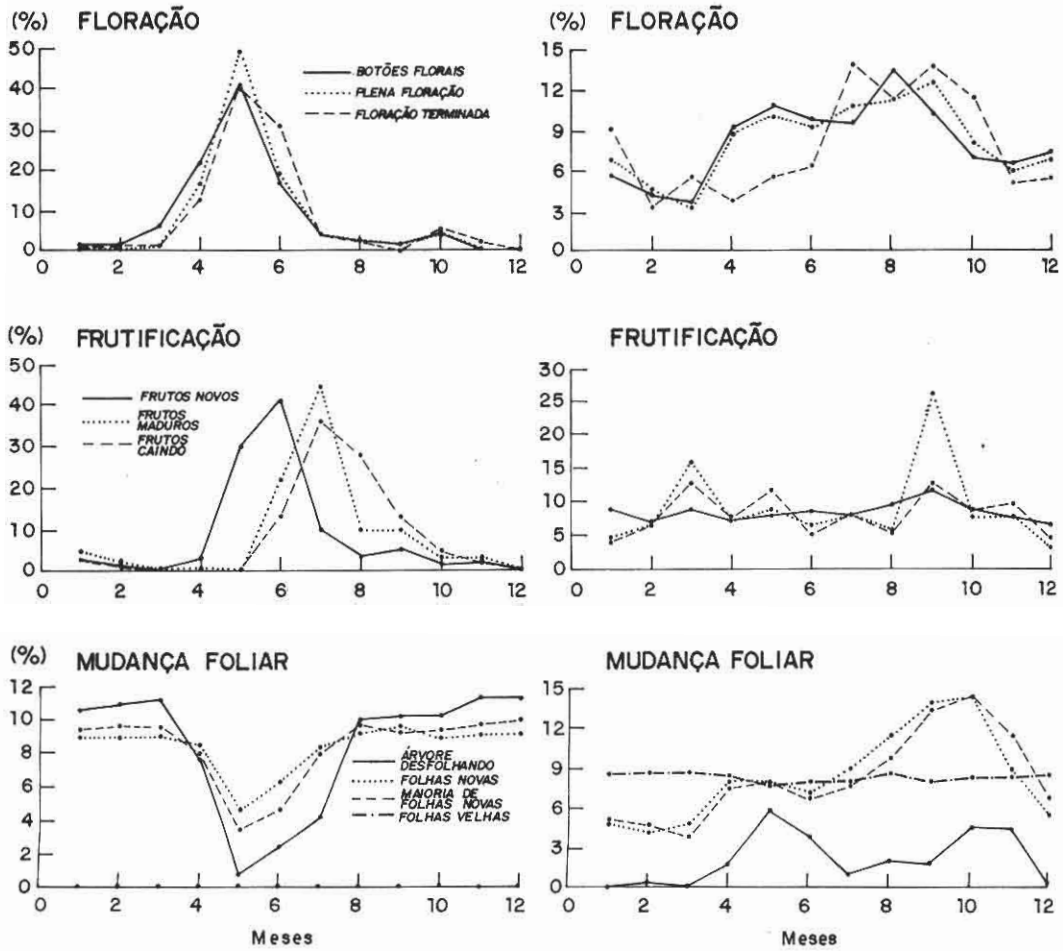 (%) FLORAÇÃO
50
40
30
20
10
0
BOTÕES FLORAIS
PLENA FLORAÇÃO
FLORAÇÃO TERMINADA
0 2 4 6 8 10 12
(%) FLORAÇÃO
15
12
9
6
3
0
0 2 4 6 8 10 12
(%) FRUTIFICAÇÃO
50
40
30
20
10
0
FRUTOS NOVOS
FRUTOS
MADUROS
FRUTOS
CAINDO
0 2 4 6 8 10 12
FRUTIFICAÇÃO
30
25
20
15
10
5
0
0 2 4 6 8 10 12
(%) MUDANÇA FOLIAR
12
10
8
6
4
2
0
ÁRVORE
DESFOLHANDO
FOLHAS NOVAS
MAIORIA DE
FOLHAS NOVAS
FOLHAS VELHAS
0 2 4 6 8 10 12
Meses
MUDANÇA FOLIAR
15
12
9
6
3
0
0 2 4 6 8 10 12
Meses